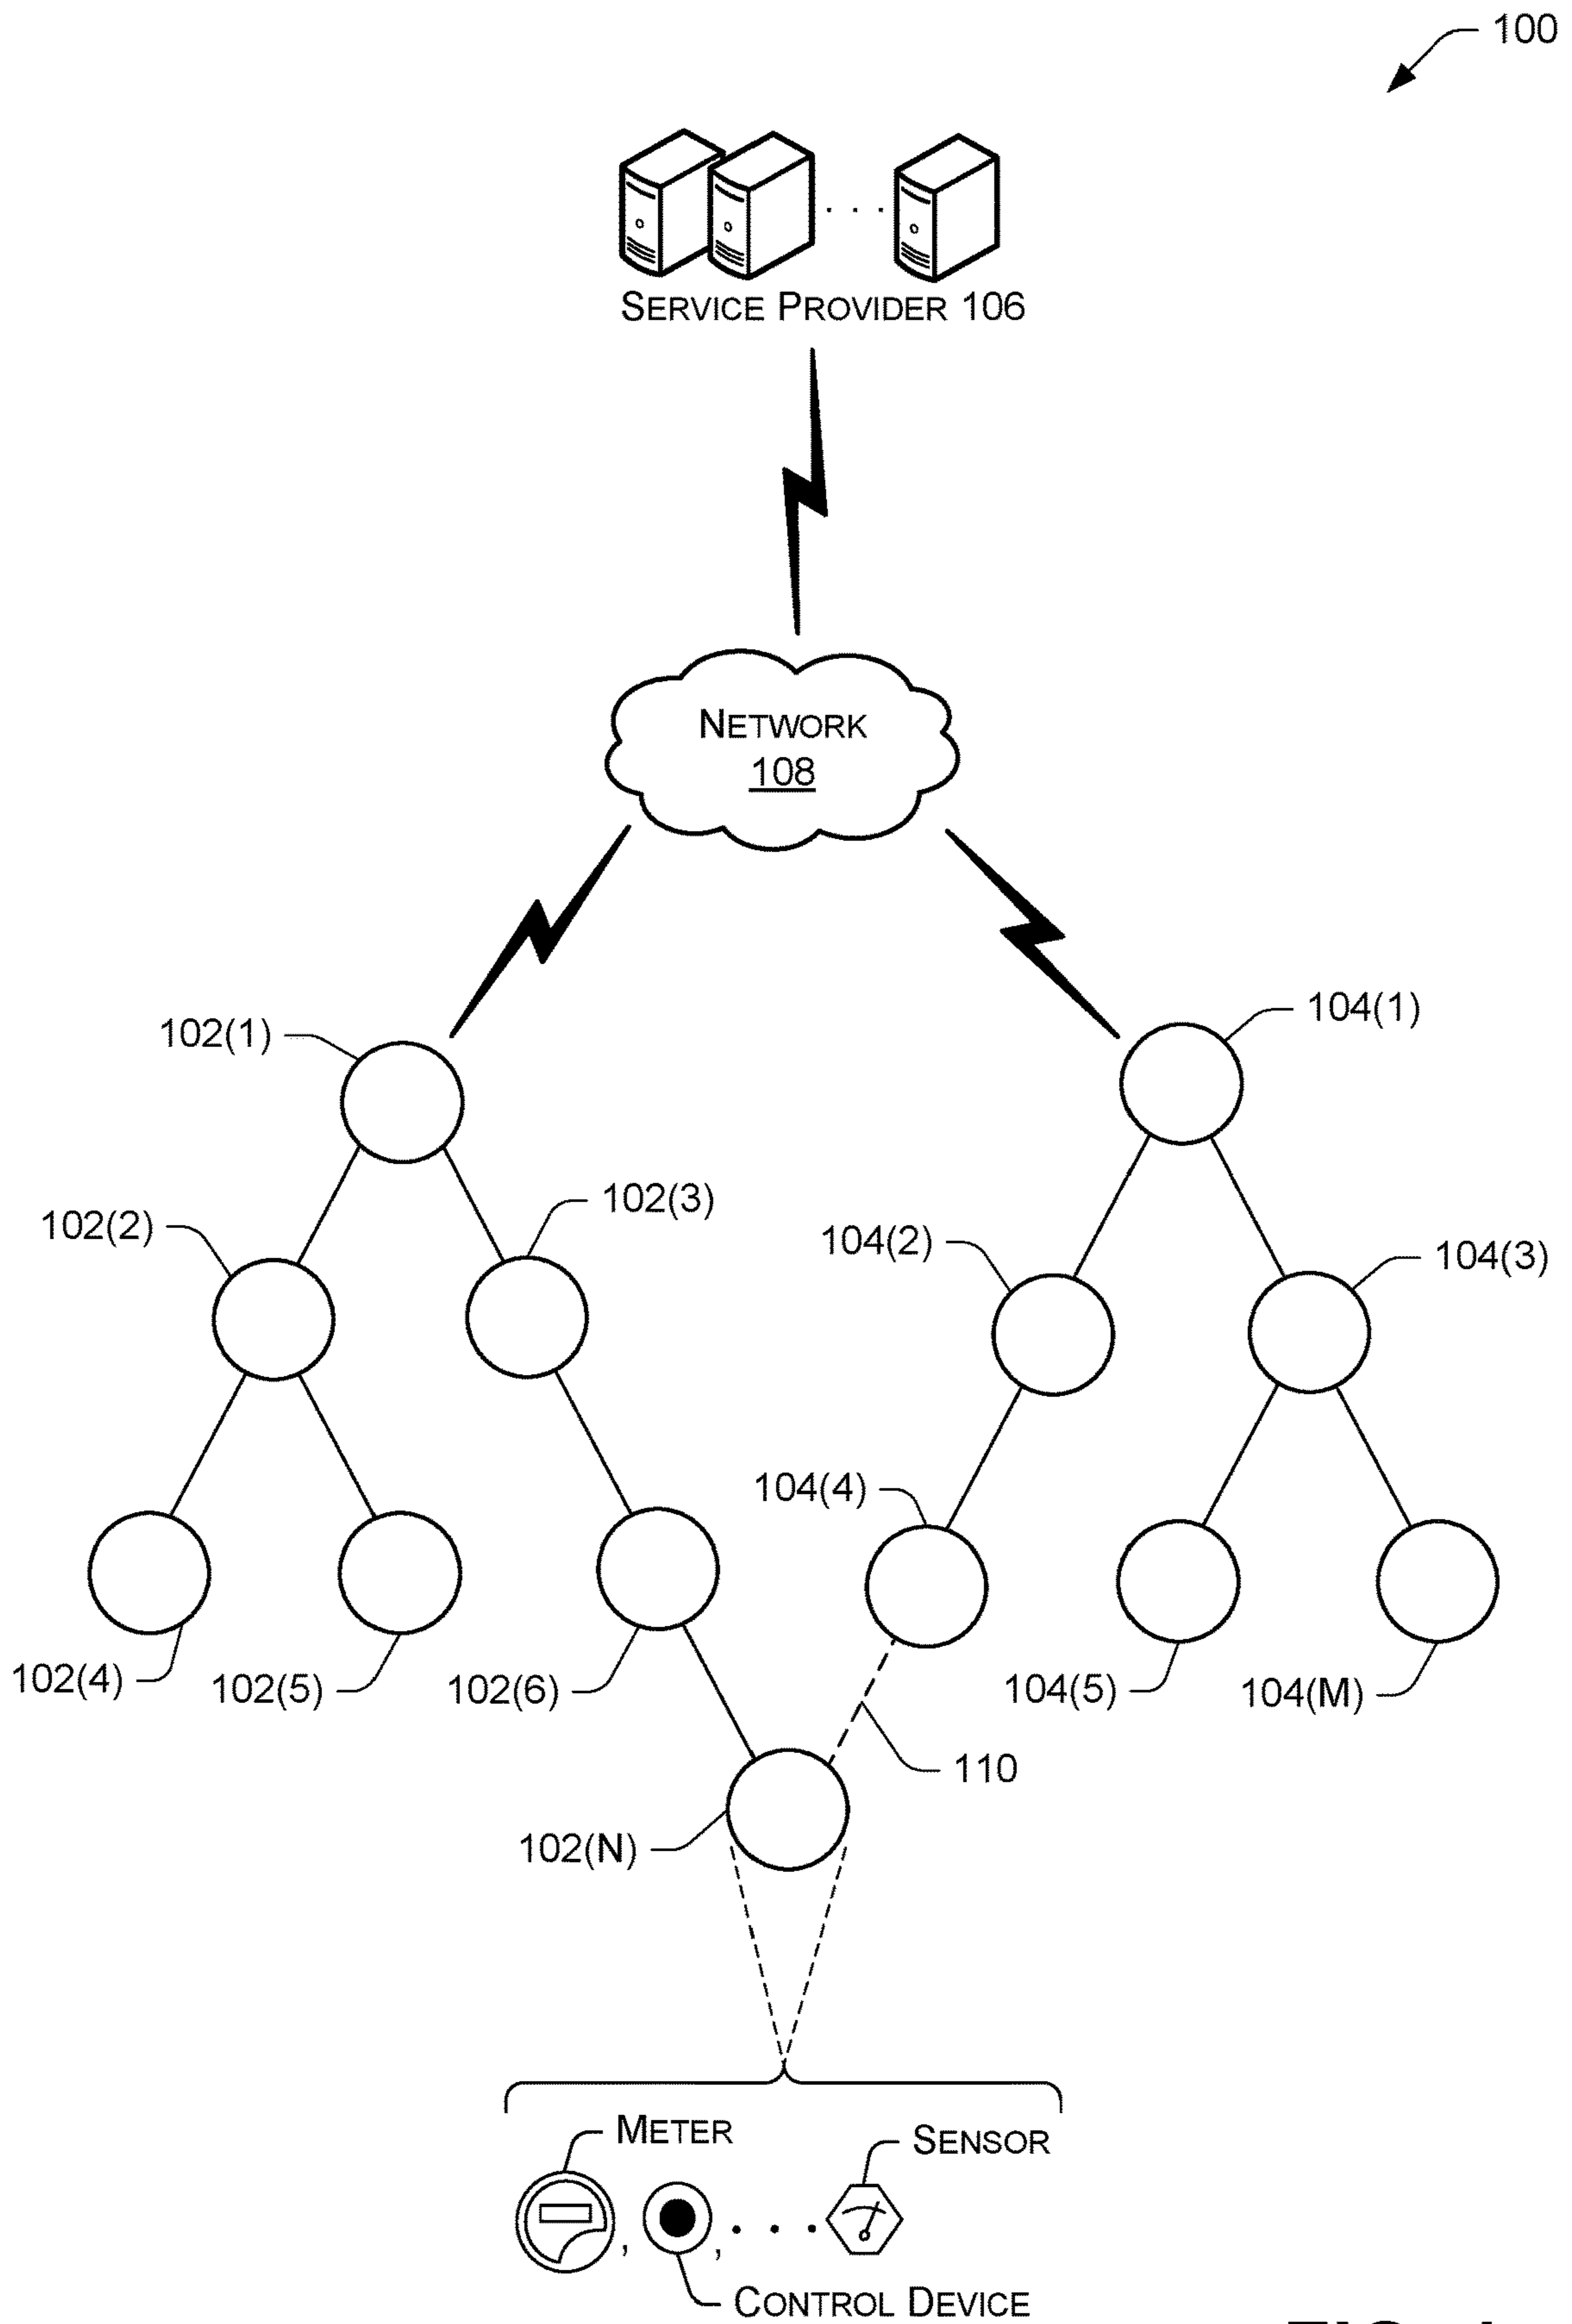 100
SERVICE PROVIDER 106
NETWORK
108
102(1)
104(1)
102(2)
102(3)
104(2)
104(3)
104(4)
102(4)
102(5)
102(6)
104(5)
104(M)
110
102(N)
METER
SENSOR
CONTROL DEVICE